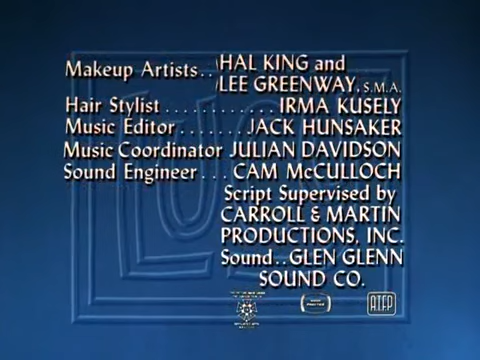 Makeup Artists.. HAL KING and
LEE GREENWAY, S.M.A.
Hair Stylist ............ IRMA KUSELY
Music Editor ....... JACK HUNSAKER
Music Coordinator JULIAN DAVIDSON
Sound Engineer... CAM McCULLOCH
Script Supervised by
CARROLL & MARTIN
PRODUCTIONS, INC.
Sound..GLEN GLENN
SOUND CO.
LUCY